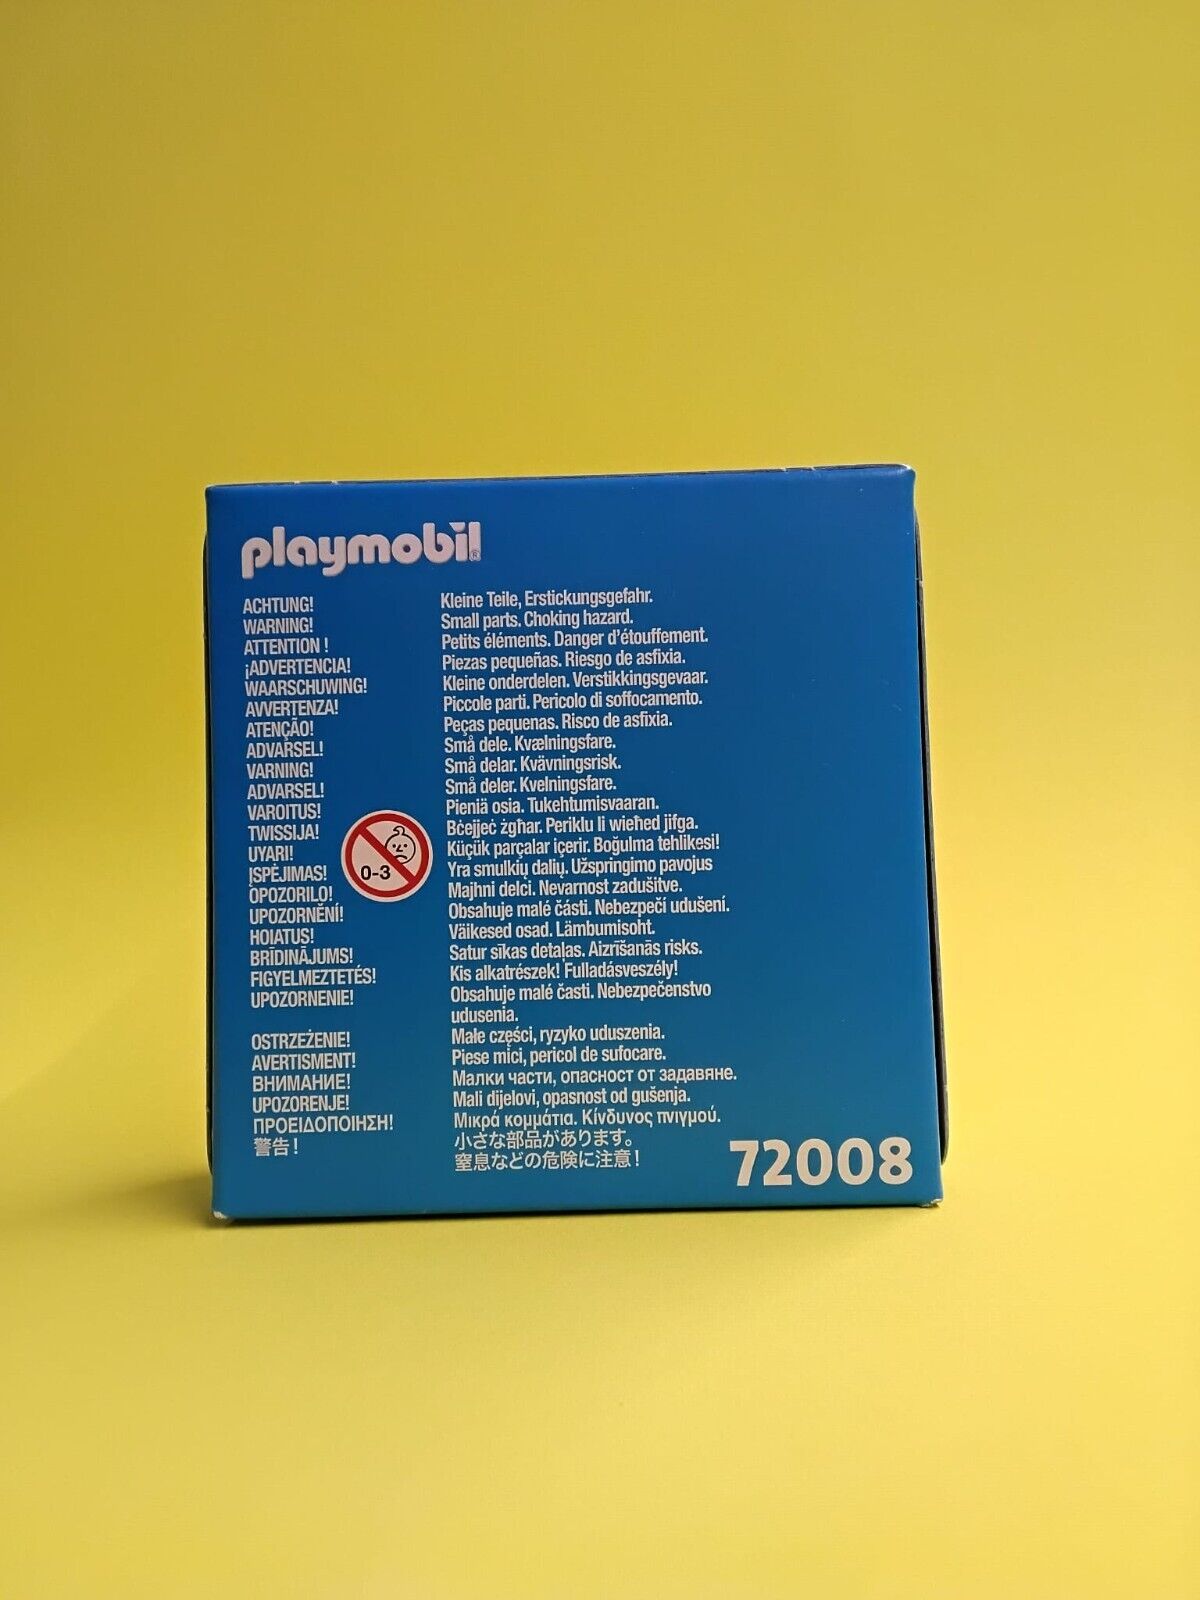 playmobil®
ACHTUNG! Kleine Teile, Erstickungsgefahr.
WARNING! Small parts. Choking hazard.
ATTENTION ! Petits éléments. Danger d'étouffement.
¡ADVERTENCIA! Piezas pequeñas. Riesgo de asfixia.
WAARSCHUWING! Kleine onderdelen. Verstikkingsgevaar.
AVVERTENZA! Piccole parti. Pericolo di soffocamento.
ATENÇÃO! Peças pequenas. Risco de asfixia.
ADVARSEL! Små dele. Kvælningsfare.
VARNING! Små delar. Kvävningsrisk.
ADVARSEL! Små deler. Kvelningsfare.
VAROITUS! Pieniä osia. Tukehtumisvaaran.
TWISSIJA! Bċejjeċ żgħar. Periklu li wieħed jifga.
UYARI! Küçük parçalar içerir. Boğulma tehlikesi!
ĮSPĖJIMAS! Yra smulkių dalių. Užspringimo pavojus
OPOZORILO! Majhni delci. Nevarnost zadušitve.
UPOZORNĚNÍ! Obsahuje malé části. Nebezpečí udušení.
HOIATUS! Väikesed osad. Lämbumisoht.
BRĪDINĀJUMS! Satur sīkas detaļas. Aizrīšanās risks.
FIGYELMEZTETÉS! Kis alkatrészek! Fulladásveszély!
UPOZORNENIE! Obsahuje malé časti. Nebezpečenstvo
udusenia.
OSTRZEŻENIE! Małe części, ryzyko uduszenia.
AVERTISMENT! Piese mici, pericol de sufocare.
ВНИМАНИЕ! Малки части, опасност от задавяне.
UPOZORENJE! Mali dijelovi, opasnost od gušenja.
ΠΡΟΕΙΔΟΠΟΙΗΣΗ! Μικρά κομμάτια. Κίνδυνος πνιγμού.
警告! 小さな部品があります。
窒息などの危険に注意!
0-3
72008